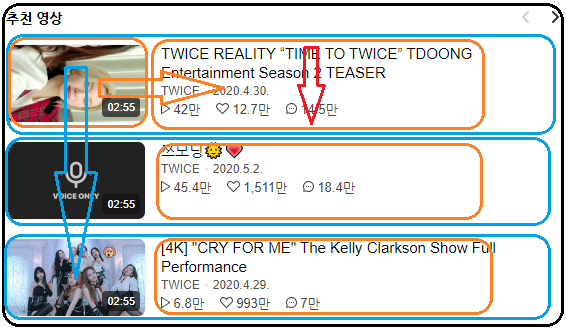 추천 영상
TWICE REALITY “TIME TO TWICE” TDOONG
Entertainment Season 2 TEASER
TWICE · 2020.4.30.
02:55
42만 12.7만 14.5만
쯔모닝🌞💗
TWICE · 2020.5.2.
VOICE ONLY
02:55
45.4만 1,511만 18.4만
[4K] "CRY FOR ME" The Kelly Clarkson Show Full
Performance
TWICE · 2020.4.29.
02:55
6.8만 993만 7만